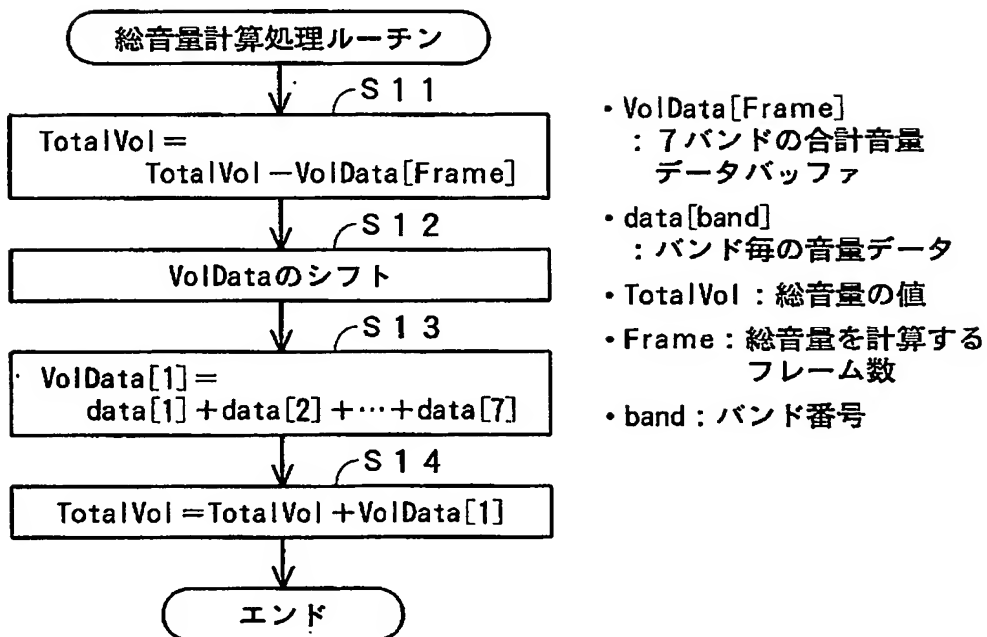 総音量計算処理ルーチン
S11
TotalVol=
TotalVol-VolData[Frame]
S12
VolDataのシフト
S13
VolData[1]=
data[1]+data[2]+…+data[7]
S14
TotalVol=TotalVol+VolData[1]
エンド
・VolData[Frame]
:7バンドの合計音量
データバッファ
・data[band]
:バンド毎の音量データ
・TotalVol:総音量の値
・Frame:総音量を計算する
フレーム数
・band:バンド番号